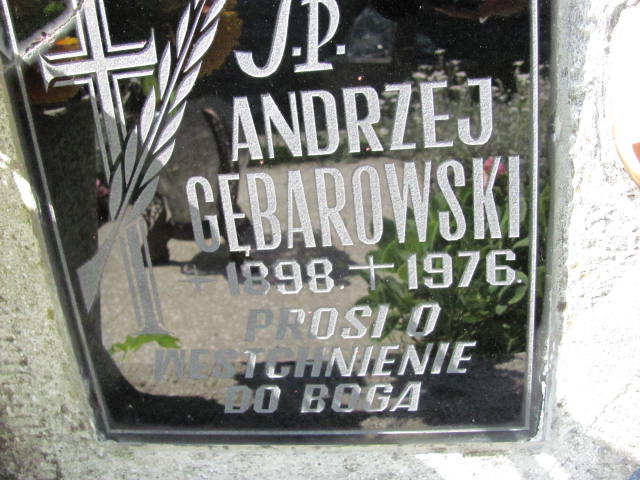 Ś.P.
ANDRZEJ
GĘBAROWSKI
* 1898. + 1976.
PROSI O
WESTCHNIENIE
DO BOGA